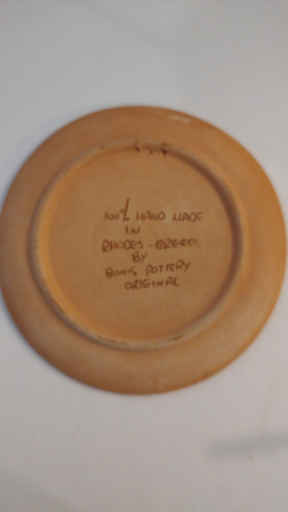 100% HAND MADE
IN
RHODES - GREECE
BY
POTTERY
ORIGINAL